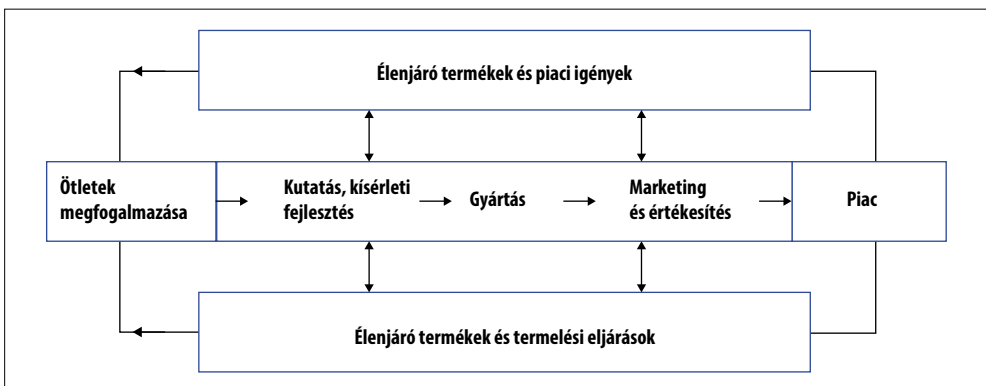 Élenjáró termékek és piaci igények
Ötletek
megfogalmazása
Kutatás, kísérleti
fejlesztés
Gyártás
Marketing
és értékesítés
Piac
Élenjáró termékek és termelési eljárások